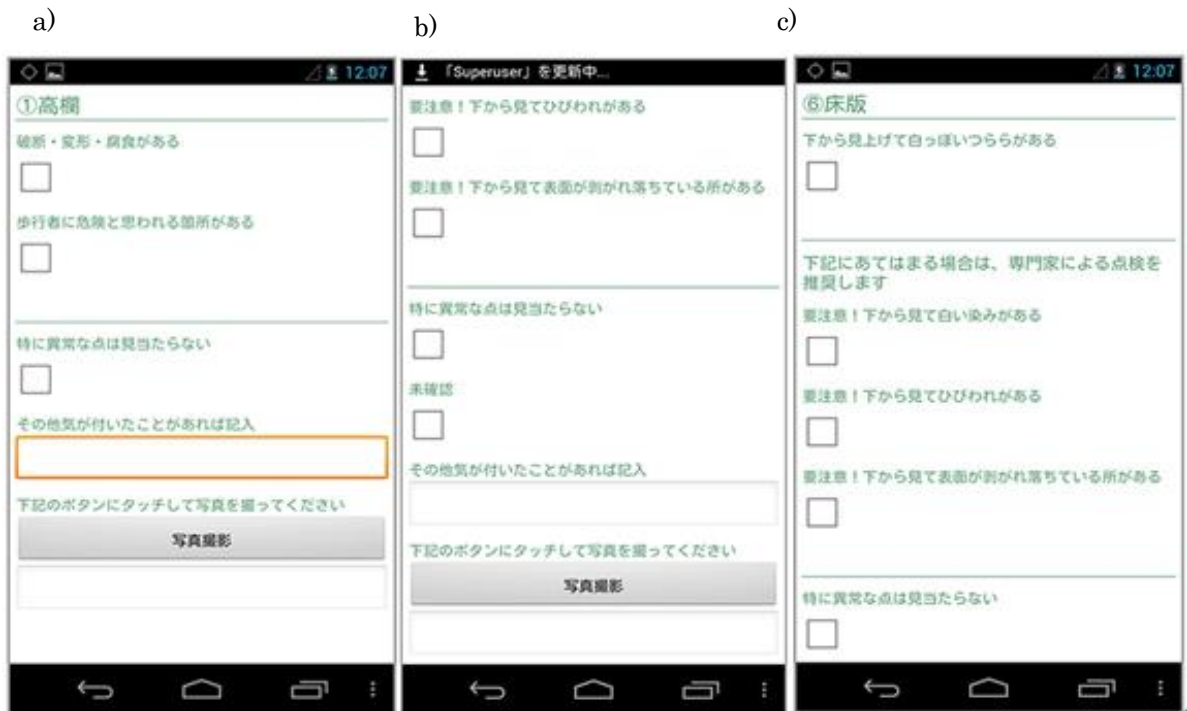 a)
b)
c)
12:07
①高欄
破断・変形・腐食がある
歩行者に危険と思われる箇所がある
特に異常な点は見当たらない
その他気が付いたことがあれば記入
下記のボタンにタッチして写真を撮ってください
写真撮影
「Superuser」を更新中...
要注意！下から見てひびわれがある
要注意！下から見て表面が剥がれ落ちている所がある
特に異常な点は見当たらない
未確認
その他気が付いたことがあれば記入
下記のボタンにタッチして写真を撮ってください
写真撮影
12:07
⑥床版
下から見上げて白っぽいつららがある
下記にあてはまる場合は、専門家による点検を
推奨します
要注意！下から見て白い染みがある
要注意！下から見てひびわれがある
要注意！下から見て表面が剥がれ落ちている所がある
特に異常な点は見当たらない